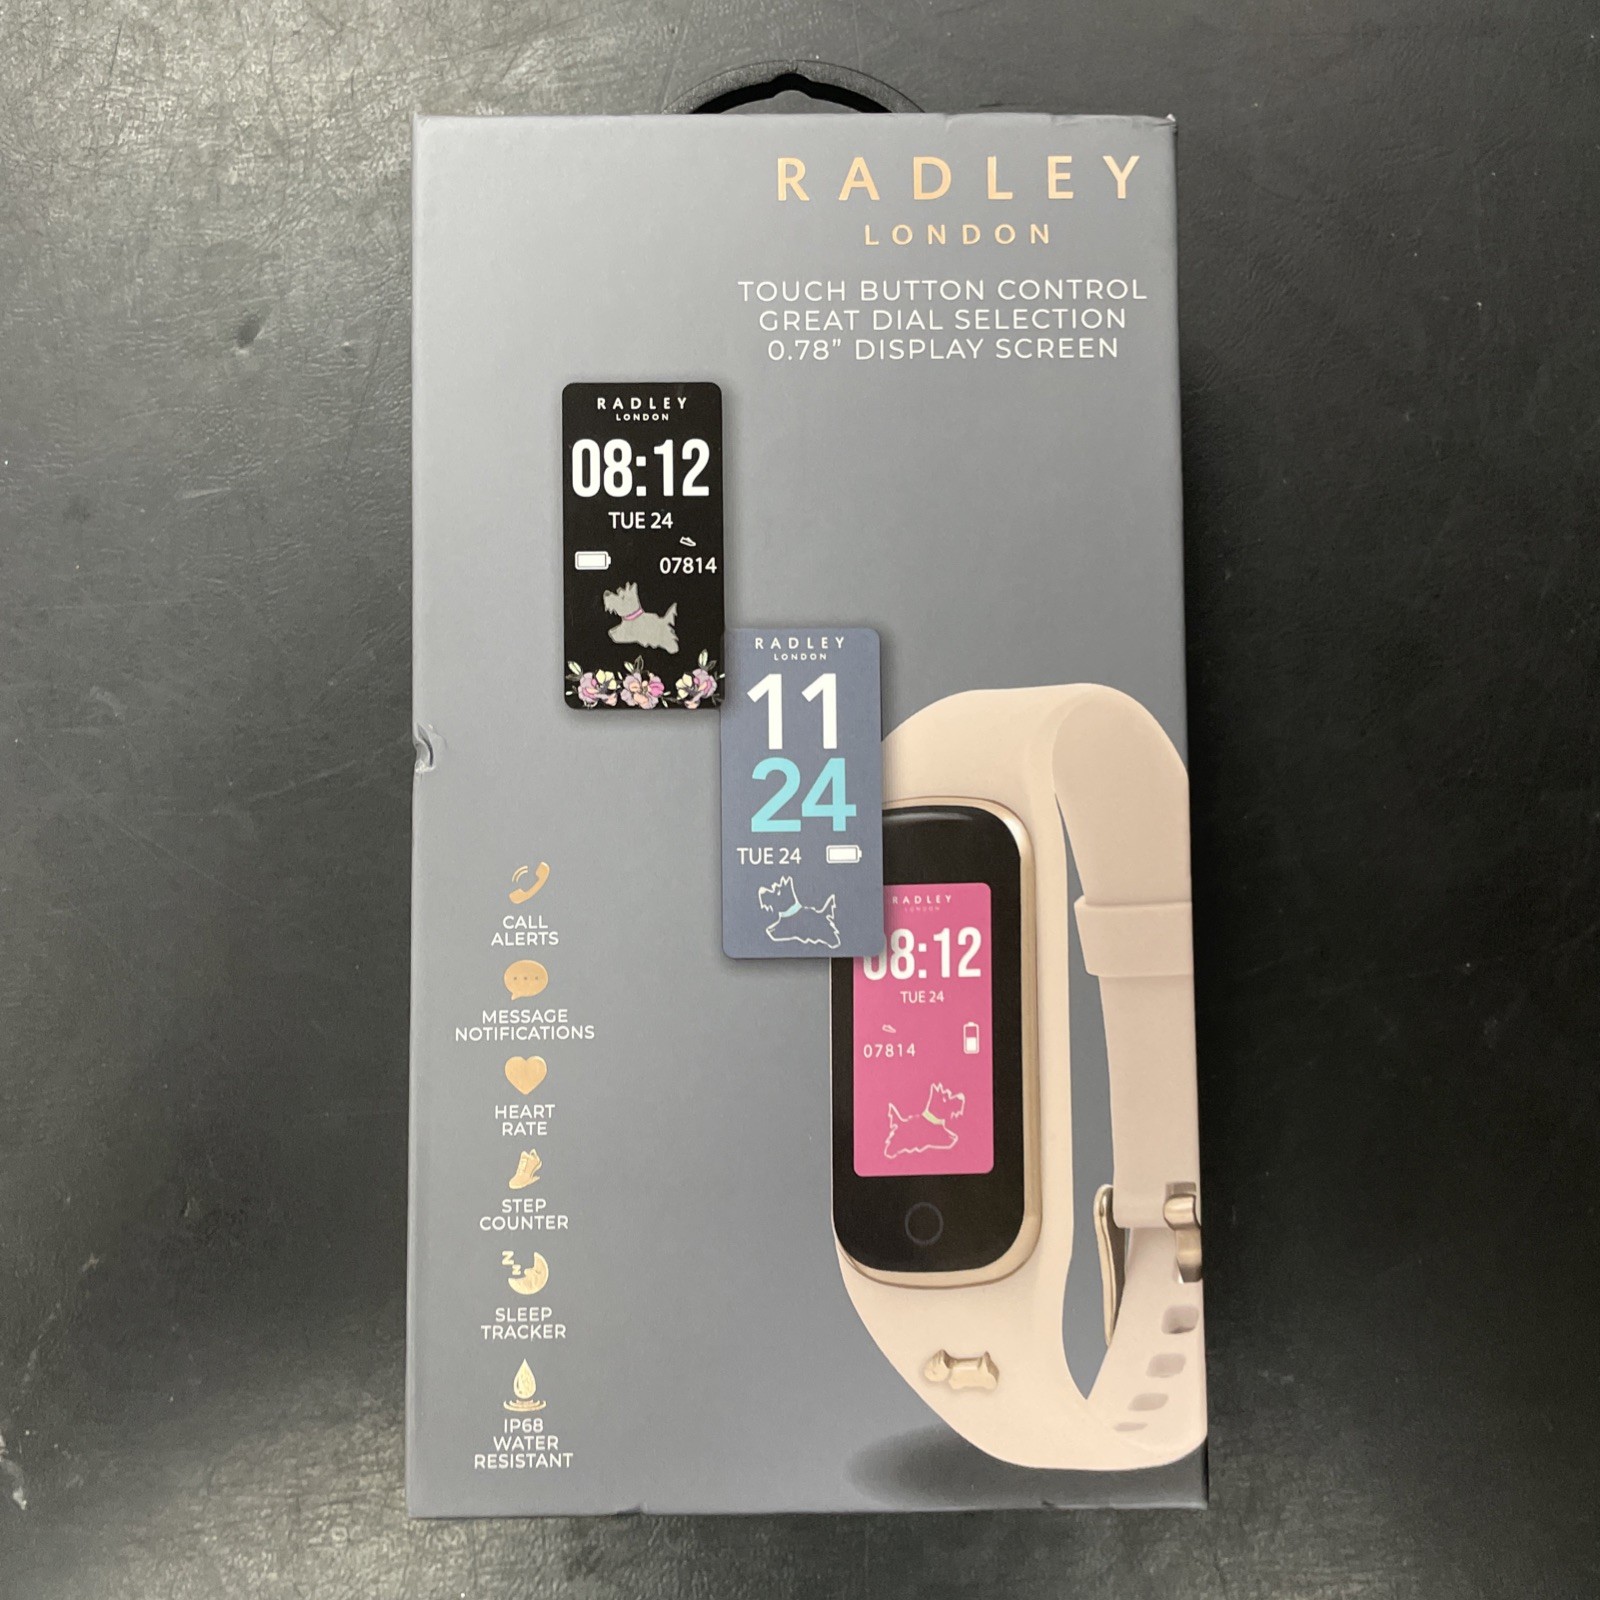 RADLEY
LONDON
TOUCH BUTTON CONTROL
GREAT DIAL SELECTION
0.78” DISPLAY SCREEN
RADLEY
LONDON
08:12
TUE 24
07814
RADLEY
LONDON
11
24
TUE 24
RADLEY
LONDON
08:12
TUE 24
07814
CALL
ALERTS
MESSAGE
NOTIFICATIONS
HEART
RATE
STEP
COUNTER
Z
Z
Z
SLEEP
TRACKER
IP68
WATER
RESISTANT